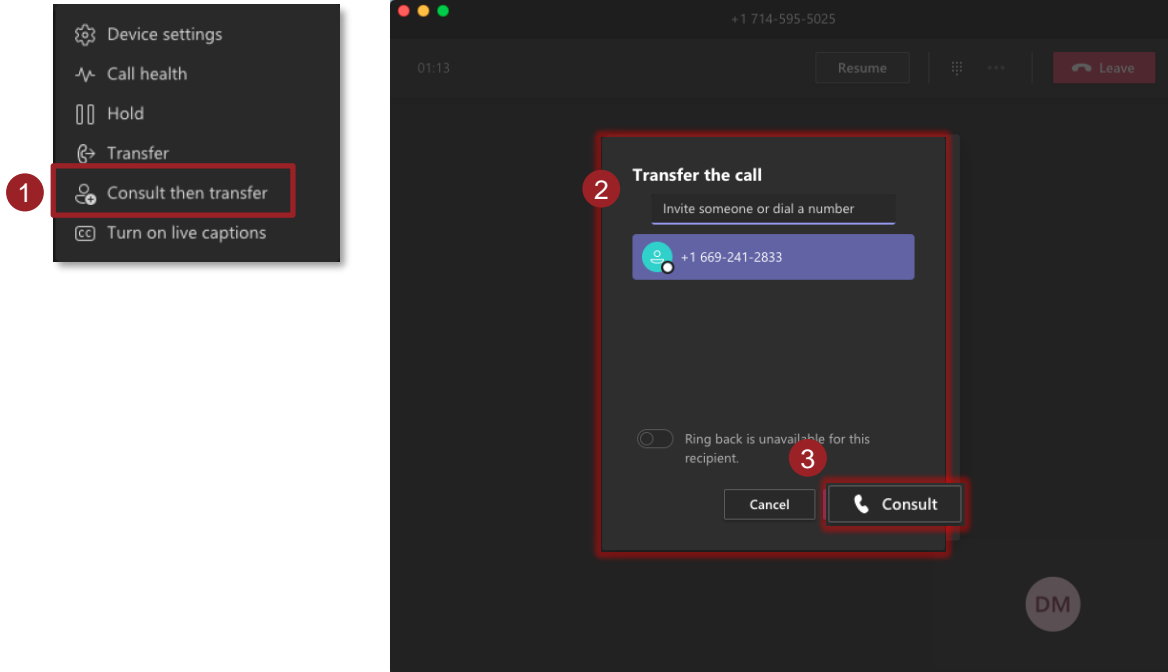 Device settings
Call health
Hold
Transfer
1
Consult then transfer
CC
Turn on live captions
+1 714-595-5025
01:13
Resume
Leave
2
Transfer the call
Invite someone or dial a number
+1 669-241-2833
Ring back is unavailable for this
recipient.
3
Cancel
Consult
DM